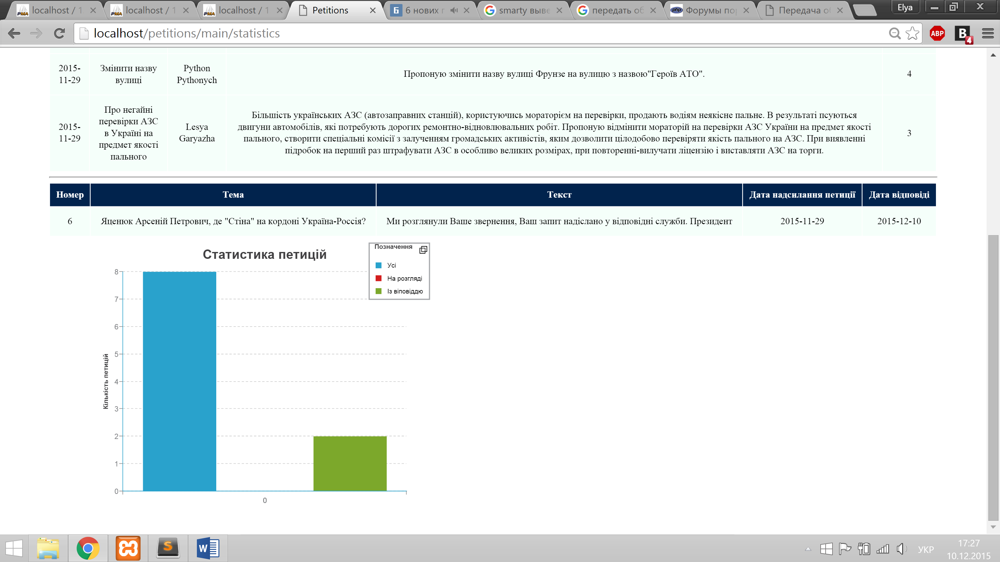 localhost / 1
localhost / 1
localhost / 1
Petitions
6 нових
smarty выве
передать об
Форумы пор
Передача об
Elya
localhost/petitions/main/statistics
ABP
B
4
2015-
11-29
Змінити назву
вулиці
Python
Pythonych
Пропоную змінити назву вулиці Фрунзе на вулицю з назвою"Героїв АТО".
4
2015-
11-29
Про негайні
перевірки АЗС
в Україні на
предмет якості
пального
Lesya
Garyazha
Більшість українських АЗС (автозаправних станцій), користуючись мораторієм на перевірки, продають водіям неякісне пальне. В результаті псуються
двигуни автомобілів, які потребують дорогих ремонтно-відновлювальних робіт. Пропоную відмінити мораторій на перевірки АЗС України на предмет якості
пального, створити спеціальні комісії з залученням громадських активістів, яким дозволити цілодобово перевіряти якість пального на АЗС. При виявленні
підробок на перший раз штрафувати АЗС в особливо великих розмірах, при повторенні-вилучати ліцензію і виставляти АЗС на торги.
3
Номер Тема Текст Дата надсилання петиції Дата відповіді
6 Яценюк Арсеній Петрович, де "Стіна" на кордоні Україна-Россія? Ми розглянули Ваше звернення, Ваш запит надіслано у відповідні служби. Президент 2015-11-29 2015-12-10
Статистика петицій
Позначення
Усі
На розгляді
Із віповіддю
Кількість петицій
8
7
6
5
4
3
2
1
0
0
УКР
17:27
10.12.2015